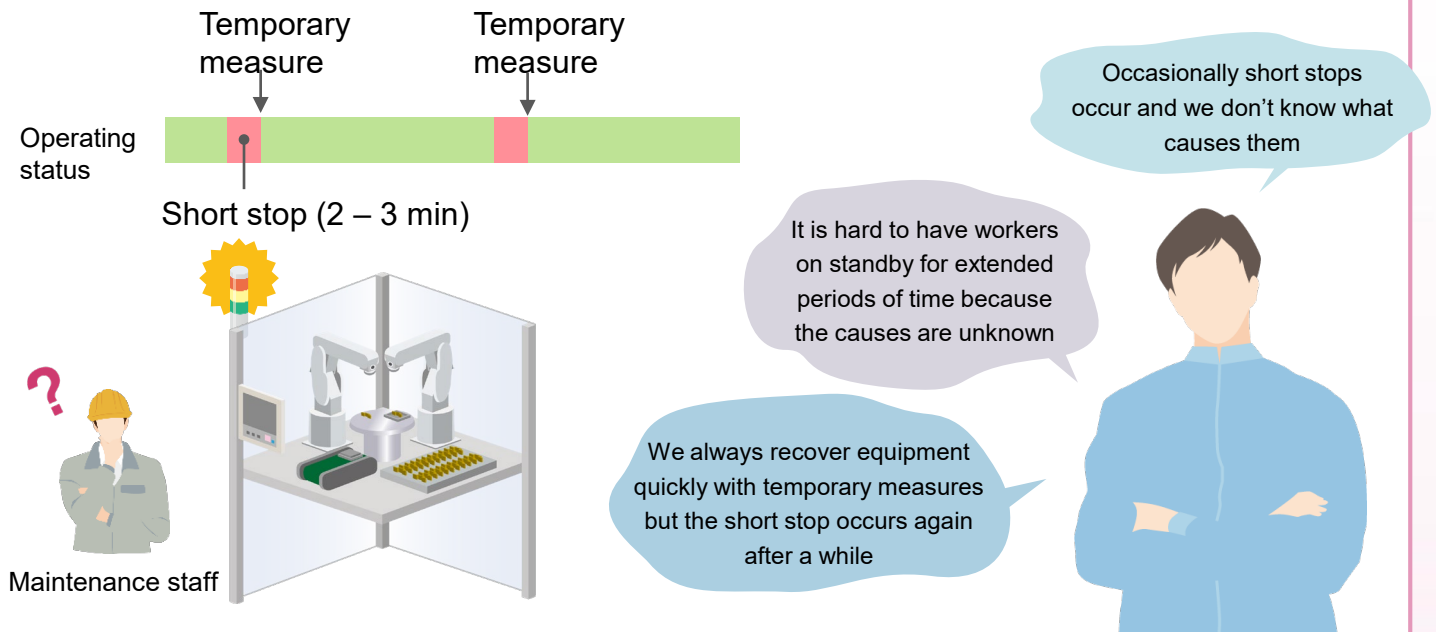 Temporary
measure
Temporary
measure
Operating
status
Short stop (2 – 3 min)
Occasionally short stops
occur and we don’t know what
causes them
It is hard to have workers
on standby for extended
periods of time because
the causes are unknown
We always recover equipment
quickly with temporary measures
but the short stop occurs again
after a while
?
Maintenance staff